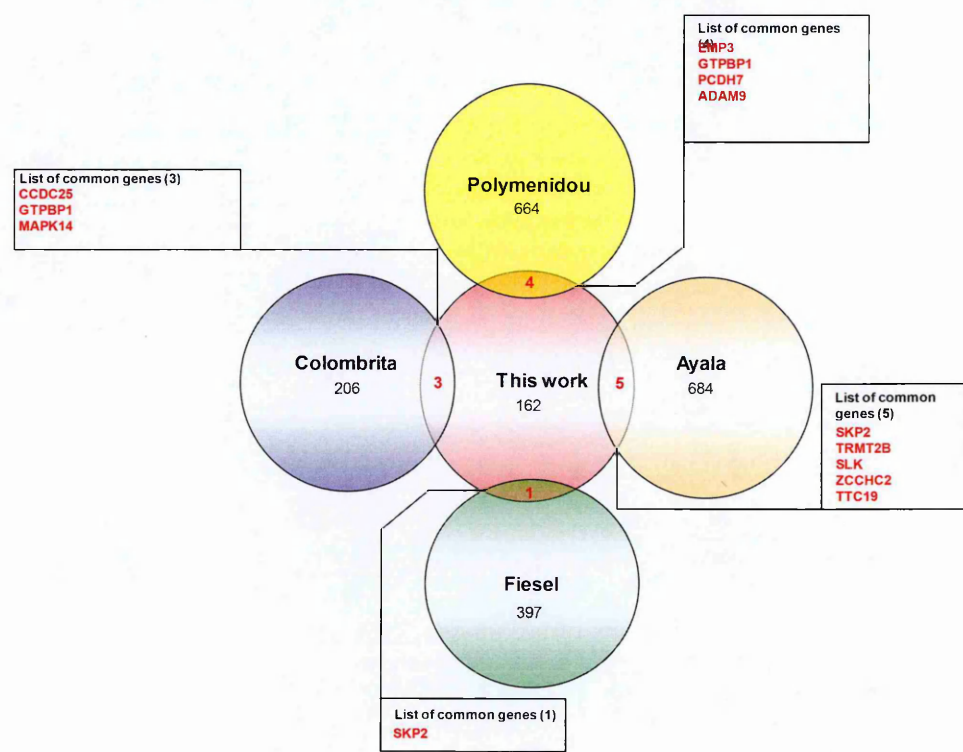 List of common genes
(4)
EMP3
GTPBP1
PCDH7
ADAM9
List of common genes (3)
CCDC25
GTPBP1
MAPK14
Polymenidou
664
4
Colombrita
206
3
This work
162
5
Ayala
684
List of common
genes (5)
SKP2
TRMT2B
SLK
ZCCHC2
TTC19
1
Fiesel
397
List of common genes (1)
SKP2